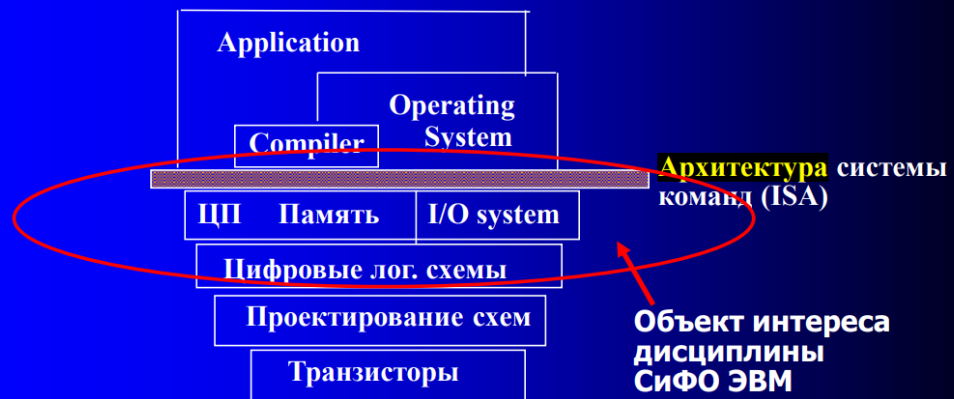 Application
Operating
System
Compiler
Архитектура системы
команд (ISA)
ЦП Память I/O system
Цифровые лог. схемы
Проектирование схем
Объект интереса
дисциплины
СиФО ЭВМ
Транзисторы